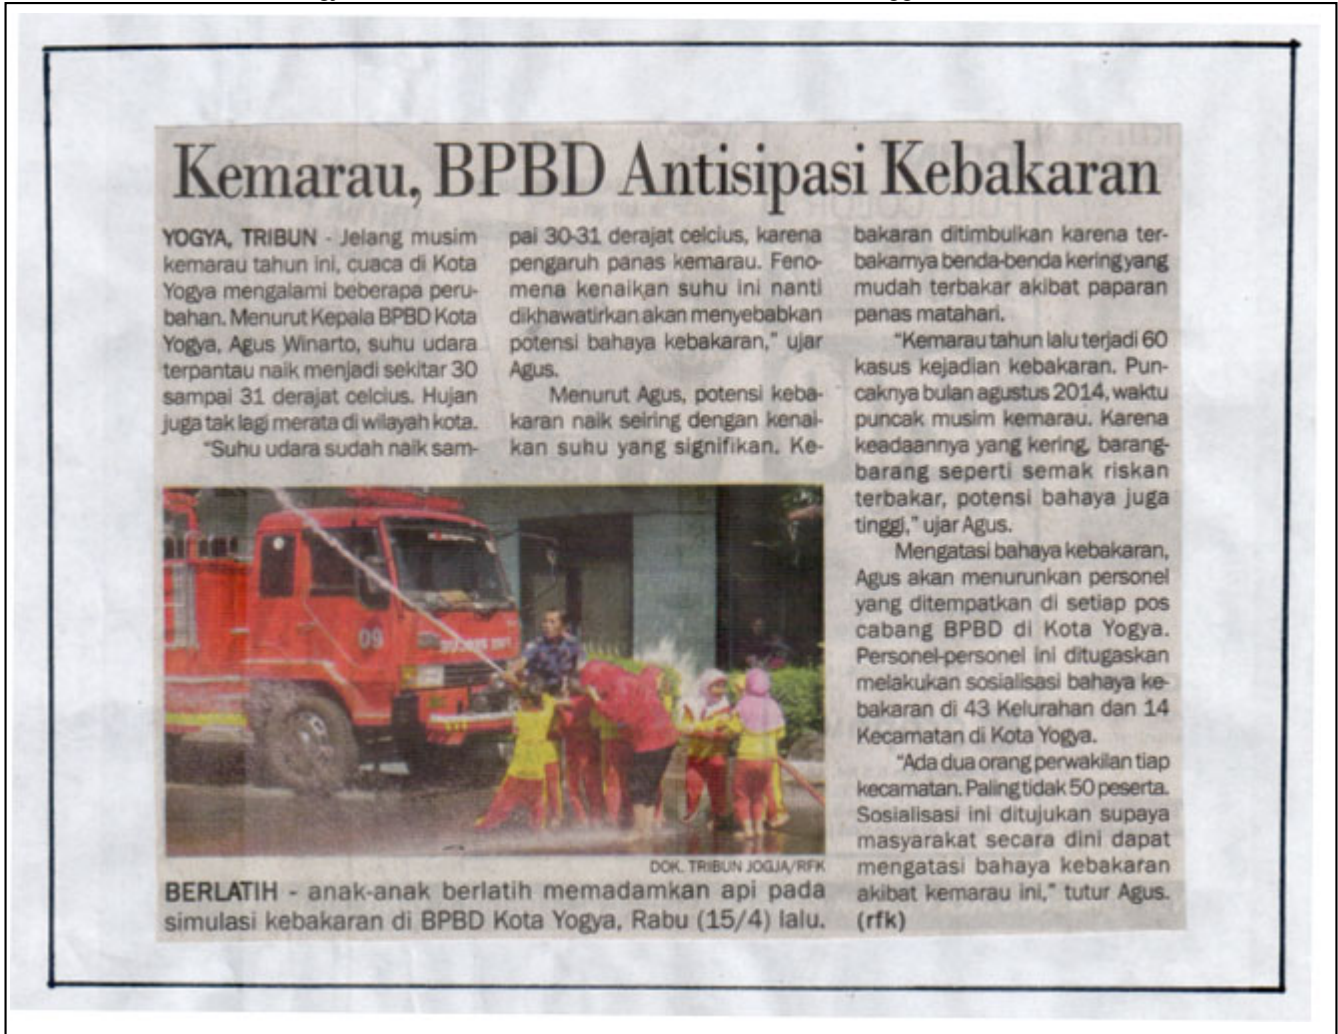 Kemarau, BPBD Antisipasi Kebakaran
YOGYA, TRIBUN - Jelang musim
kemarau tahun ini, cuaca di Kota
Yogya mengalami beberapa peru-
bahan. Menurut Kepala BPBD Kota
Yogya, Agus Winarto, suhu udara
terpantau naik menjadi sekitar 30
sampai 31 derajat celcius. Hujan
juga tak lagi merata di wilayah kota.
"Suhu udara sudah naik sam-
pai 30-31 derajat celcius, karena
pengaruh panas kemarau. Feno-
mena kenaikan suhu ini nanti
dikhawatirkan akan menyebabkan
potensi bahaya kebakaran," ujar
Agus.
Menurut Agus, potensi keba-
karan naik seiring dengan kenai-
kan suhu yang signifikan. Ke-
bakaran ditimbulkan karena ter-
bakarnya benda-benda kering yang
mudah terbakar akibat paparan
panas matahari.
"Kemarau tahun lalu terjadi 60
kasus kejadian kebakaran. Pun-
caknya bulan agustus 2014, waktu
puncak musim kemarau. Karena
keadaannya yang kering, barang-
barang seperti semak riskan
terbakar, potensi bahaya juga
tinggi," ujar Agus.
Mengatasi bahaya kebakaran,
Agus akan menurunkan personel
yang ditempatkan di setiap pos
cabang BPBD di Kota Yogya.
Personel-personel ini ditugaskan
melakukan sosialisasi bahaya ke-
bakaran di 43 Kelurahan dan 14
Kecamatan di Kota Yogya.
"Ada dua orang perwakilan tiap
kecamatan. Paling tidak 50 peserta.
Sosialisasi ini ditujukan supaya
masyarakat secara dini dapat
mengatasi bahaya kebakaran
akibat kemarau ini," tutur Agus.
(rfk)
09
DOK. TRIBUN JOGJA/RFK
BERLATIH - anak-anak berlatih memadamkan api pada
simulasi kebakaran di BPBD Kota Yogya, Rabu (15/4) lalu.